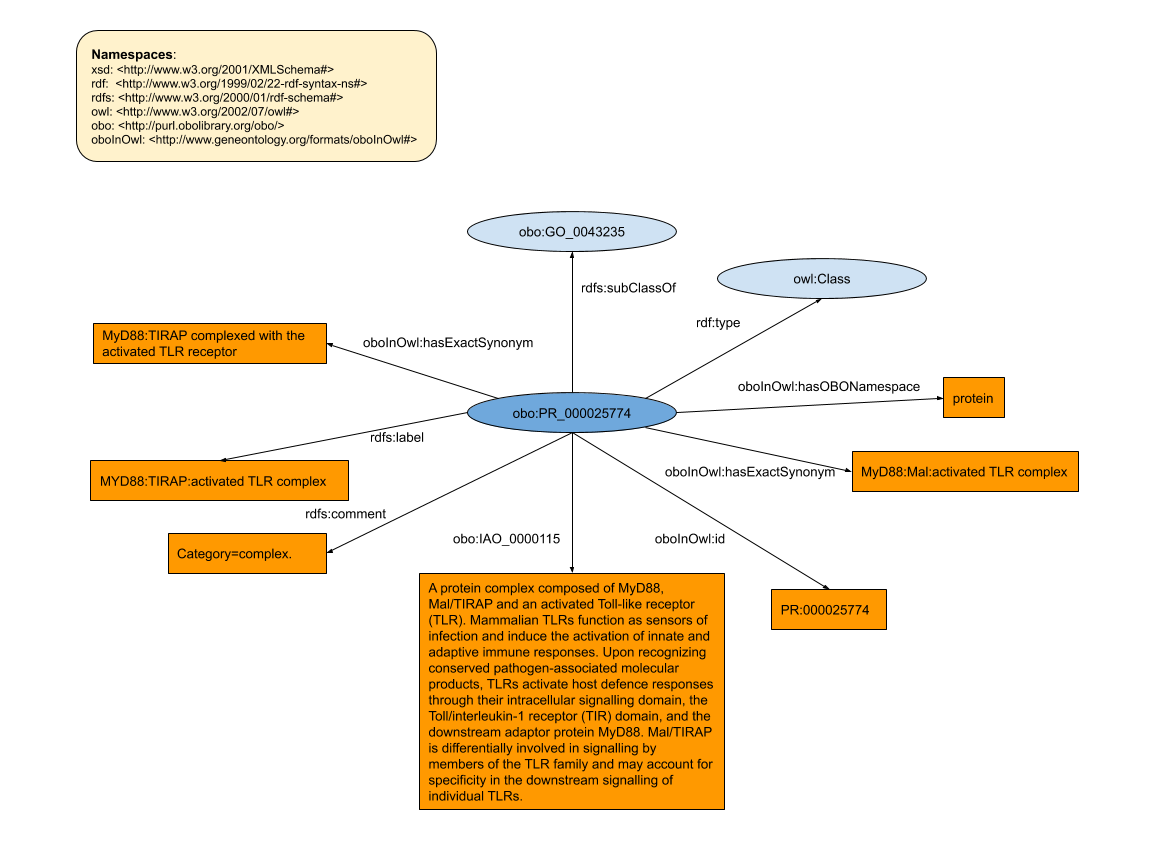 Namespaces:
xsd: <http://www.w3.org/2001/XMLSchema#>
rdf: <http://www.w3.org/1999/02/22-rdf-syntax-ns#>
rdfs: <http://www.w3.org/2000/01/rdf-schema#>
owl: <http://www.w3.org/2002/07/owl#>
obo: <http://purl.obolibrary.org/obo/>
oboInOwl: <http://www.geneontology.org/formats/oboInOwl#>
obo:GO_0043235
owl:Class
rdfs:subClassOf
rdf:type
MyD88:TIRAP complexed with the
activated TLR receptor
oboInOwl:hasExactSynonym
oboInOwl:hasOBONamespace
protein
obo:PR_000025774
rdfs:label
MYD88:TIRAP:activated TLR complex
oboInOwl:hasExactSynonym
MyD88:Mal:activated TLR complex
rdfs:comment
Category=complex.
obo:IAO_0000115
oboInOwl:id
A protein complex composed of MyD88,
Mal/TIRAP and an activated Toll-like receptor
(TLR). Mammalian TLRs function as sensors of
infection and induce the activation of innate and
adaptive immune responses. Upon recognizing
conserved pathogen-associated molecular
products, TLRs activate host defence responses
through their intracellular signalling domain, the
Toll/interleukin-1 receptor (TIR) domain, and the
downstream adaptor protein MyD88. Mal/TIRAP
is differentially involved in signalling by
members of the TLR family and may account for
specificity in the downstream signalling of
individual TLRs.
PR:000025774